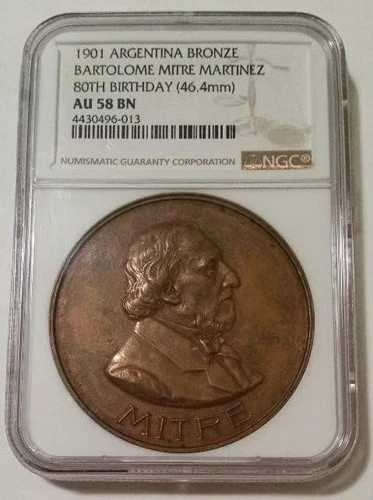 1901 ARGENTINA BRONZE
BARTOLOME MITRE MARTINEZ
80TH BIRTHDAY (46.4mm)
AU 58 BN
4430496-013
NUMISMATIC GUARANTY CORPORATION
NGC®
MITRE